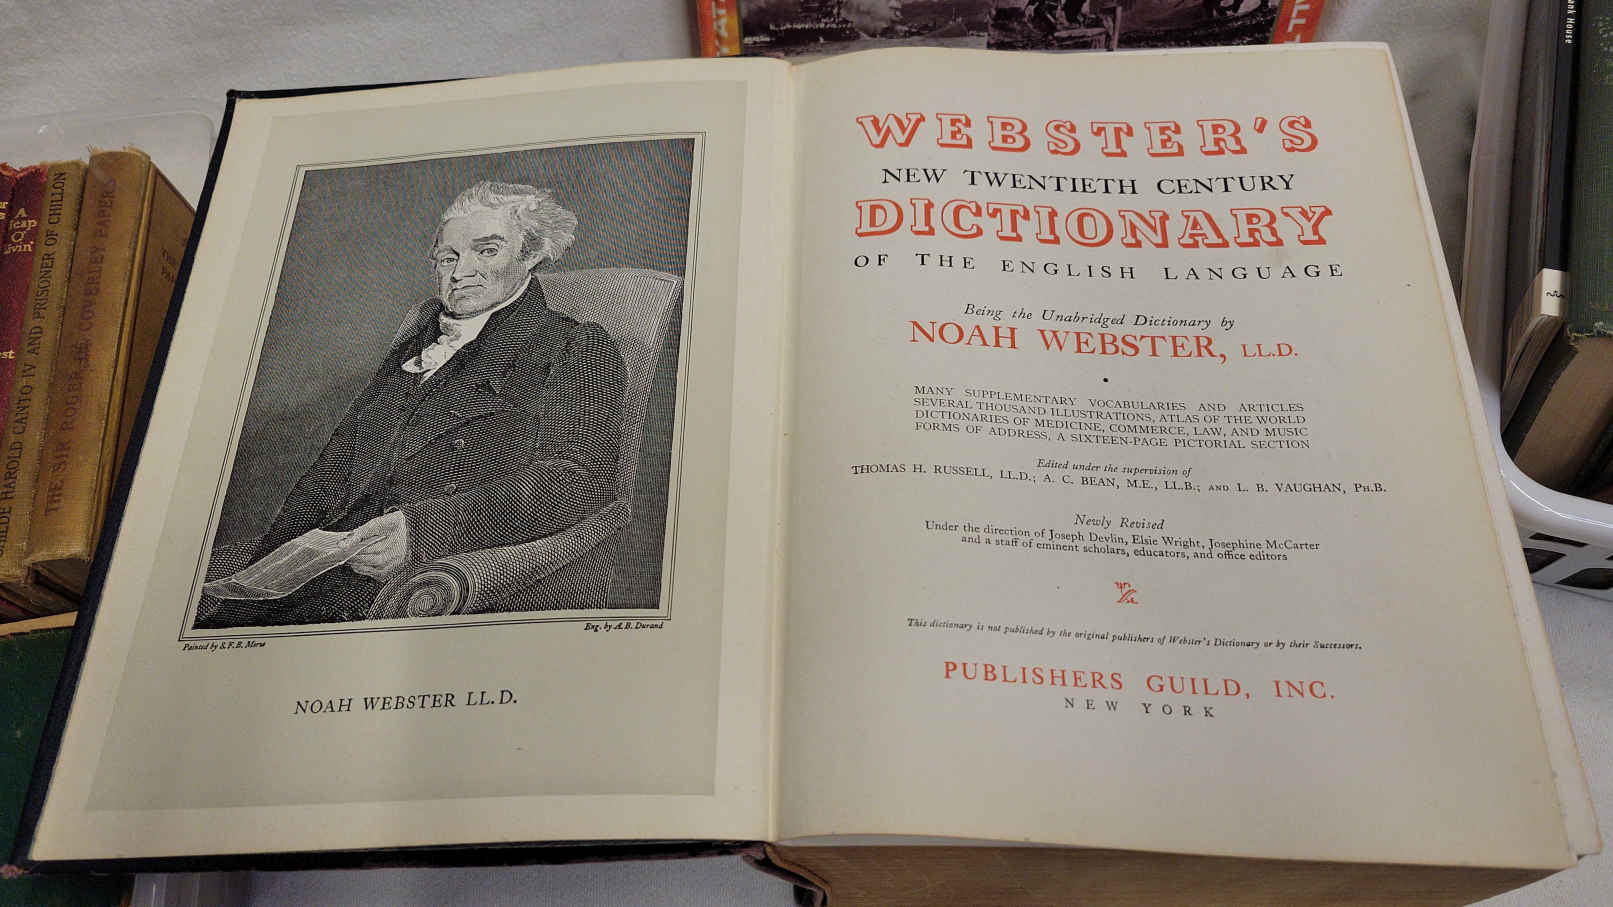 A
Heap
O'
Livin'
CHILDE HAROLD CANTO IV AND PRISONER OF CHILLON
THE SIR ROGER DE COVERLEY PAPERS
Painted by S. F. B. Morse
Eng. by A. B. Durand
NOAH WEBSTER LL. D.
WEBSTER'S
NEW TWENTIETH CENTURY
DICTIONARY
OF THE ENGLISH LANGUAGE
Being the Unabridged Dictionary by
NOAH WEBSTER, LL.D.
MANY SUPPLEMENTARY VOCABULARIES AND ARTICLES
SEVERAL THOUSAND ILLUSTRATIONS, ATLAS OF THE WORLD
DICTIONARIES OF MEDICINE, COMMERCE, LAW, AND MUSIC
FORMS OF ADDRESS, A SIXTEEN-PAGE PICTORIAL SECTION
Edited under the supervision of
THOMAS H. RUSSELL, LL.D.; A. C. BEAN, M.E., LL.B.; AND L. B. VAUGHAN, PH.B.
Newly Revised
Under the direction of Joseph Devlin, Elsie Wright, Josephine McCarter
and a staff of eminent scholars, educators, and office editors
This dictionary is not published by the original publishers of Webster's Dictionary or by their Successors.
PUBLISHERS GUILD, INC.
NEW YORK
House